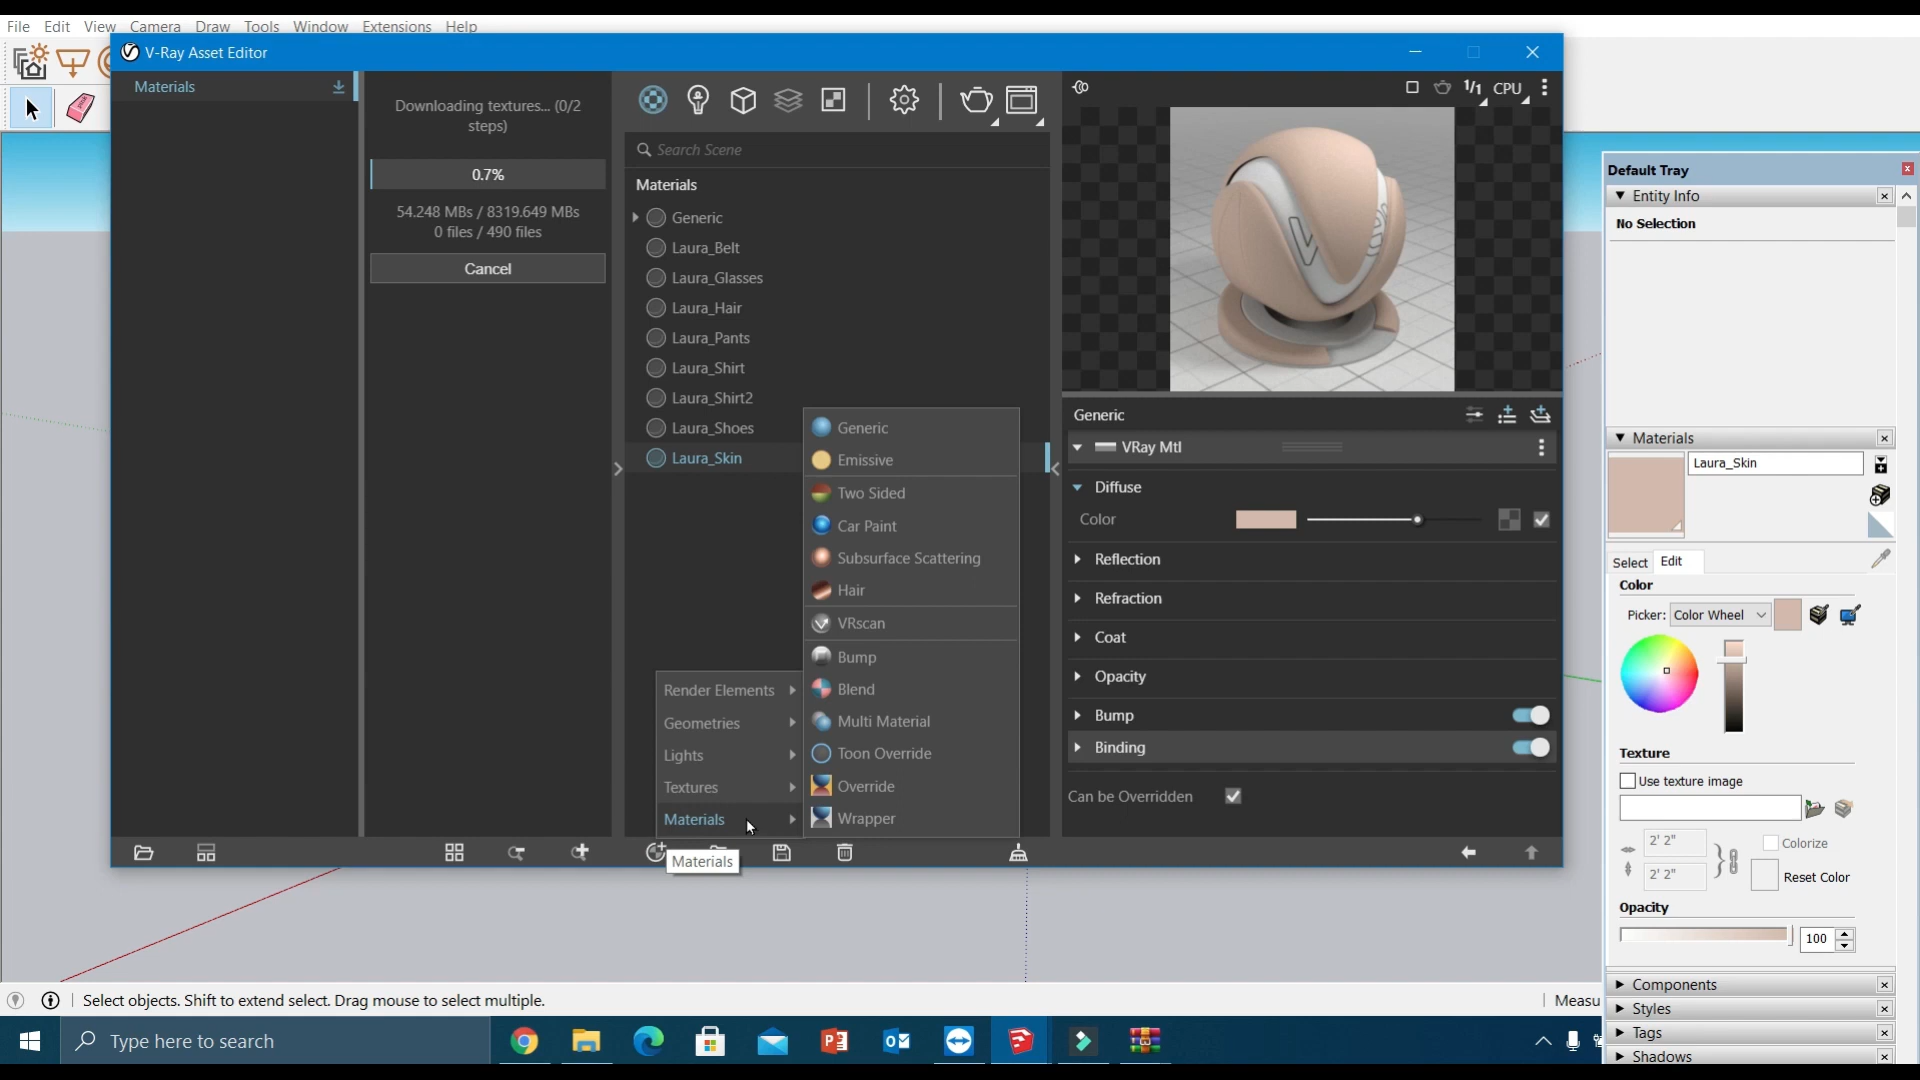 File Edit View Camera Draw Tools Window Extensions Help
V-Ray Asset Editor
Materials
Downloading textures... (0/2
steps)
0.7%
54.248 MBs / 8319.649 MBs
0 files / 490 files
Cancel
Search Scene
Materials
Generic
Laura_Belt
Laura_Glasses
Laura_Hair
Laura_Pants
Laura_Shirt
Laura_Shirt2
Laura_Shoes
Laura_Skin
Render Elements
Geometries
Lights
Textures
Materials
Materials
Generic
Emissive
Two Sided
Car Paint
Subsurface Scattering
Hair
VRscan
Bump
Blend
Multi Material
Toon Override
Override
Wrapper
1/1 CPU
Generic
VRay Mtl
Diffuse
Color
Reflection
Refraction
Coat
Opacity
Bump
Binding
Can be Overridden
Default Tray
Entity Info
No Selection
Materials
Laura_Skin
Select Edit
Color
Picker: Color Wheel
Texture
Use texture image
2' 2"
Colorize
2' 2"
Reset Color
Opacity
100
Components
Styles
Tags
Shadows
Select objects. Shift to extend select. Drag mouse to select multiple.
Measu
Type here to search